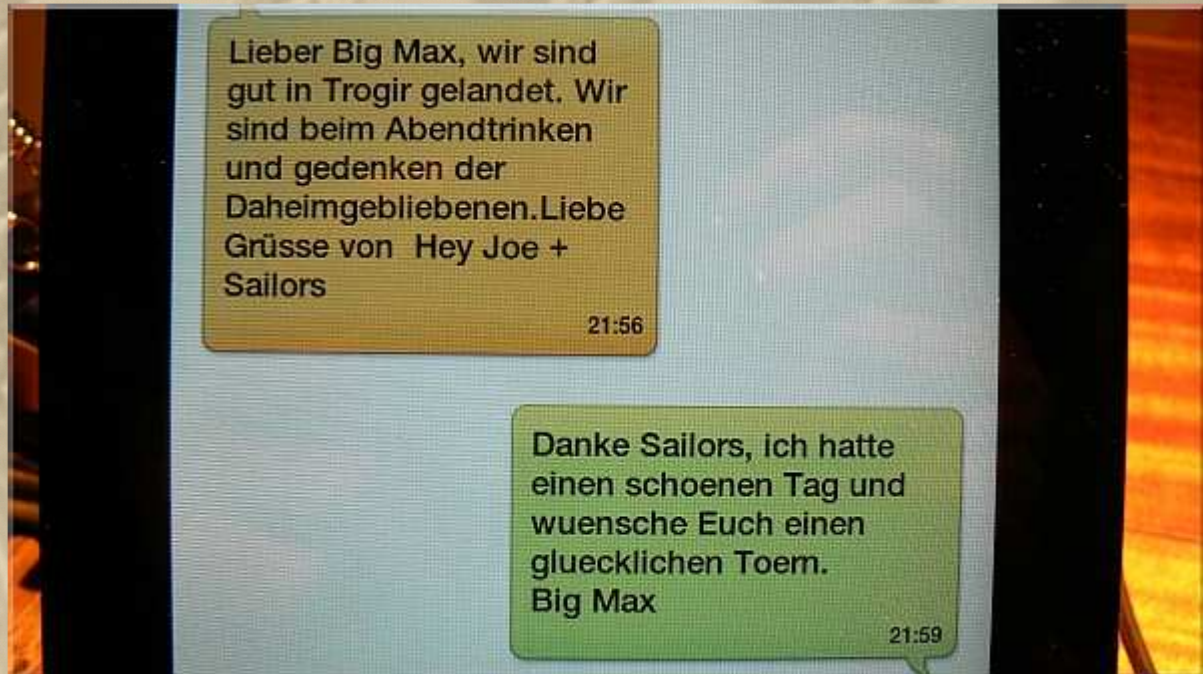 Lieber Big Max, wir sind
gut in Trogir gelandet. Wir
sind beim Abendtrinken
und gedenken der
Daheimgebliebenen.Liebe
Grüsse von  Hey Joe +
Sailors
21:56
Danke Sailors, ich hatte
einen schoenen Tag und
wuensche Euch einen
gluecklichen Toern.
Big Max
21:59